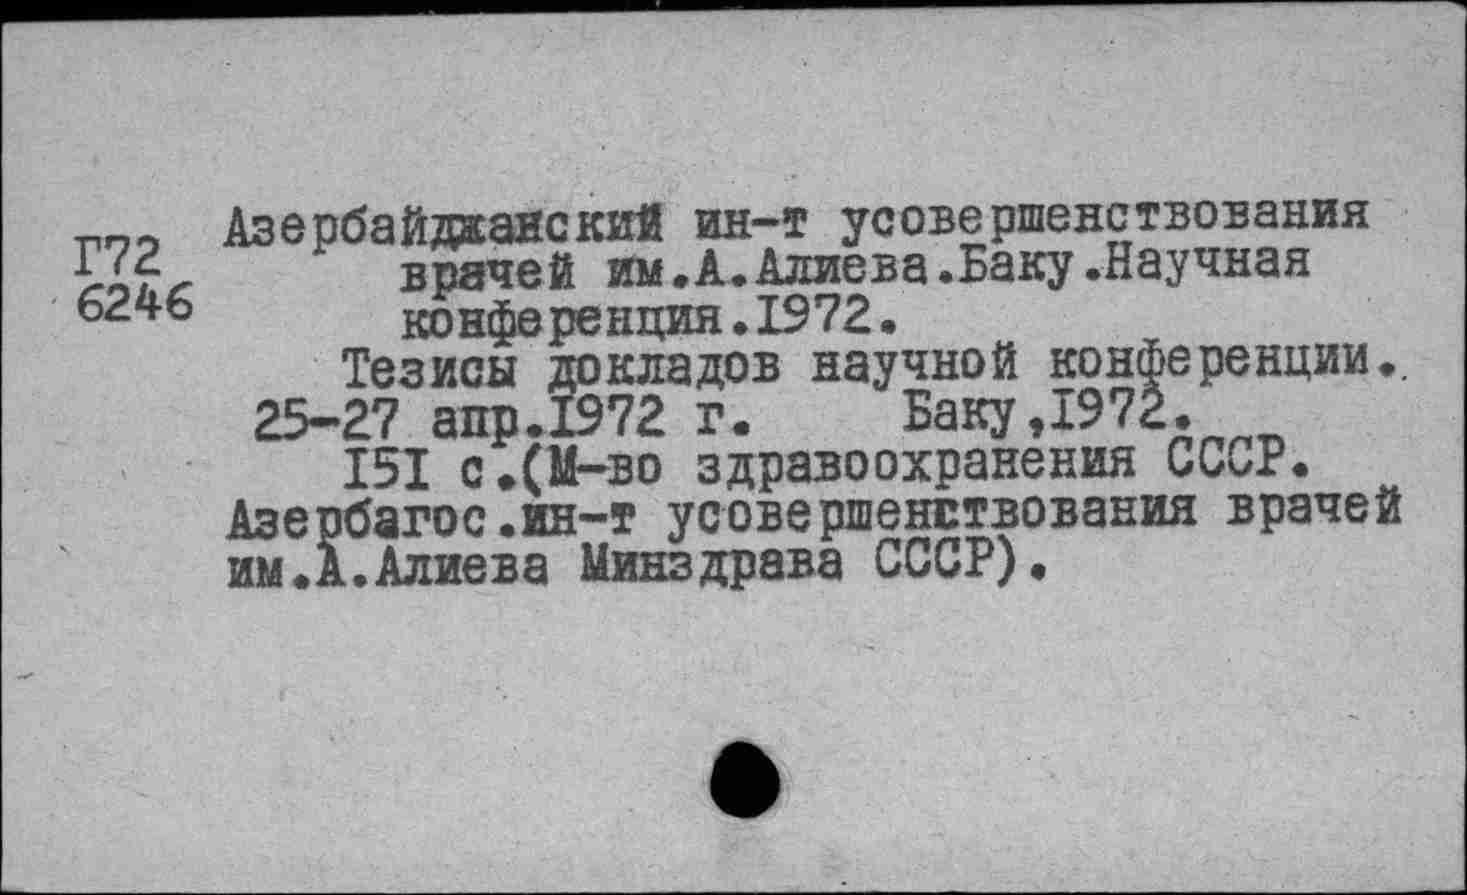 Азербайджанский ин-т усовершенствования
Г72
врачей им.А.Алиева.Баку.Научная
6246
конференция.1972.
Тезисы докладов научной конференции.
25-27 апр.1972 г. Баку,1972.
151 с.(М-во здравоохранения СССР.
Азербагос.ин-т усовершенствования врачей
им.А.Алиева Минздрава СССР).